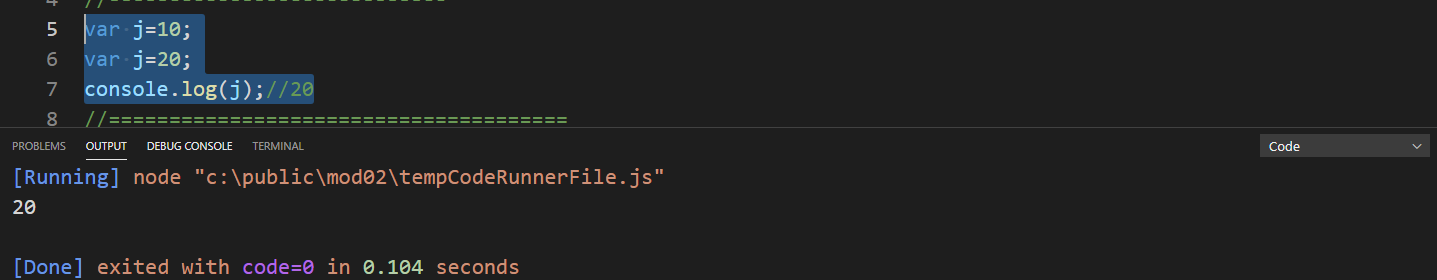 4 //============================
5 var j=10;
6 var j=20;
7 console.log(j);//20
8 //======================================
PROBLEMS OUTPUT DEBUG CONSOLE TERMINAL Code
[Running] node "c:\public\mod02\tempCodeRunnerFile.js"
20
[Done] exited with code=0 in 0.104 seconds